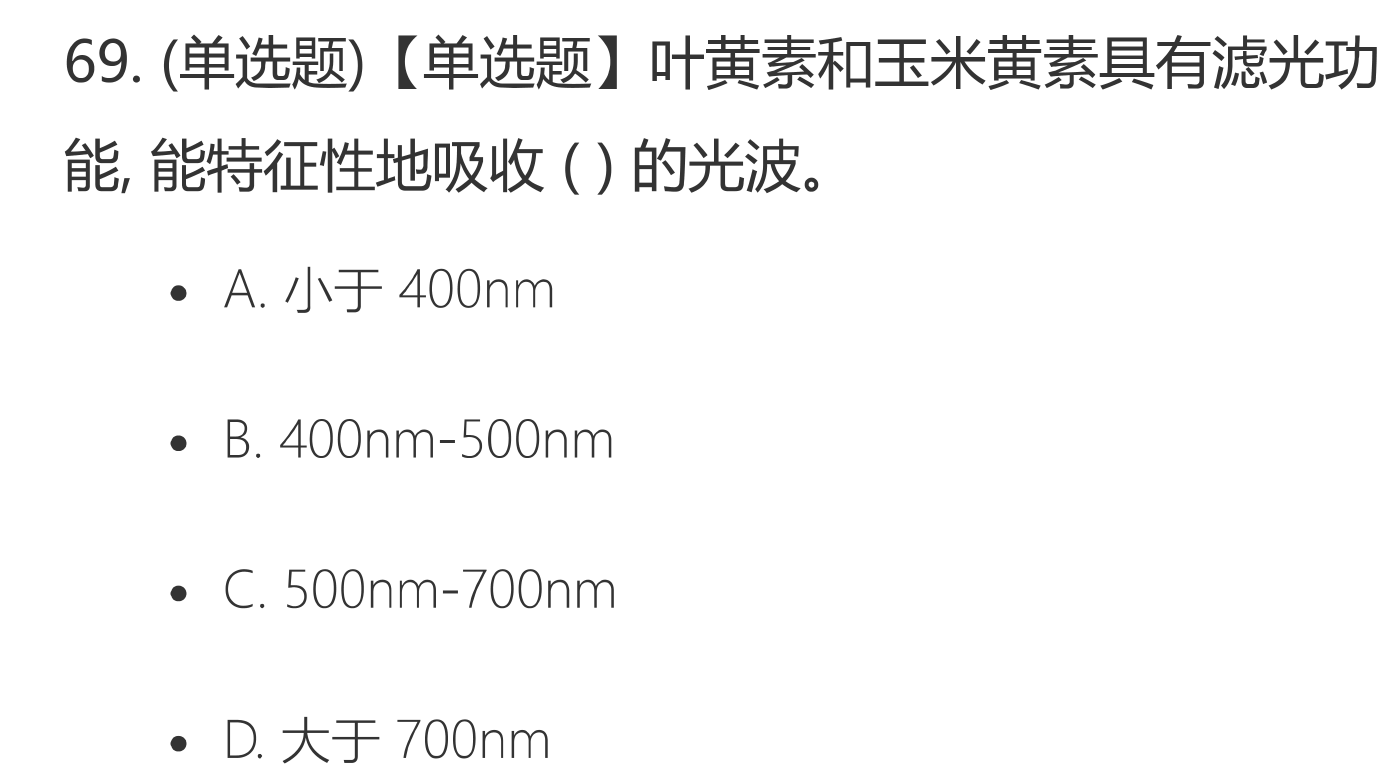 69. (单选题)【单选题】叶黄素和玉米黄素具有滤光功
能, 能特征性地吸收 ( ) 的光波。
• A. 小于 400nm
• B. 400nm-500nm
• C. 500nm-700nm
• D. 大于 700nm